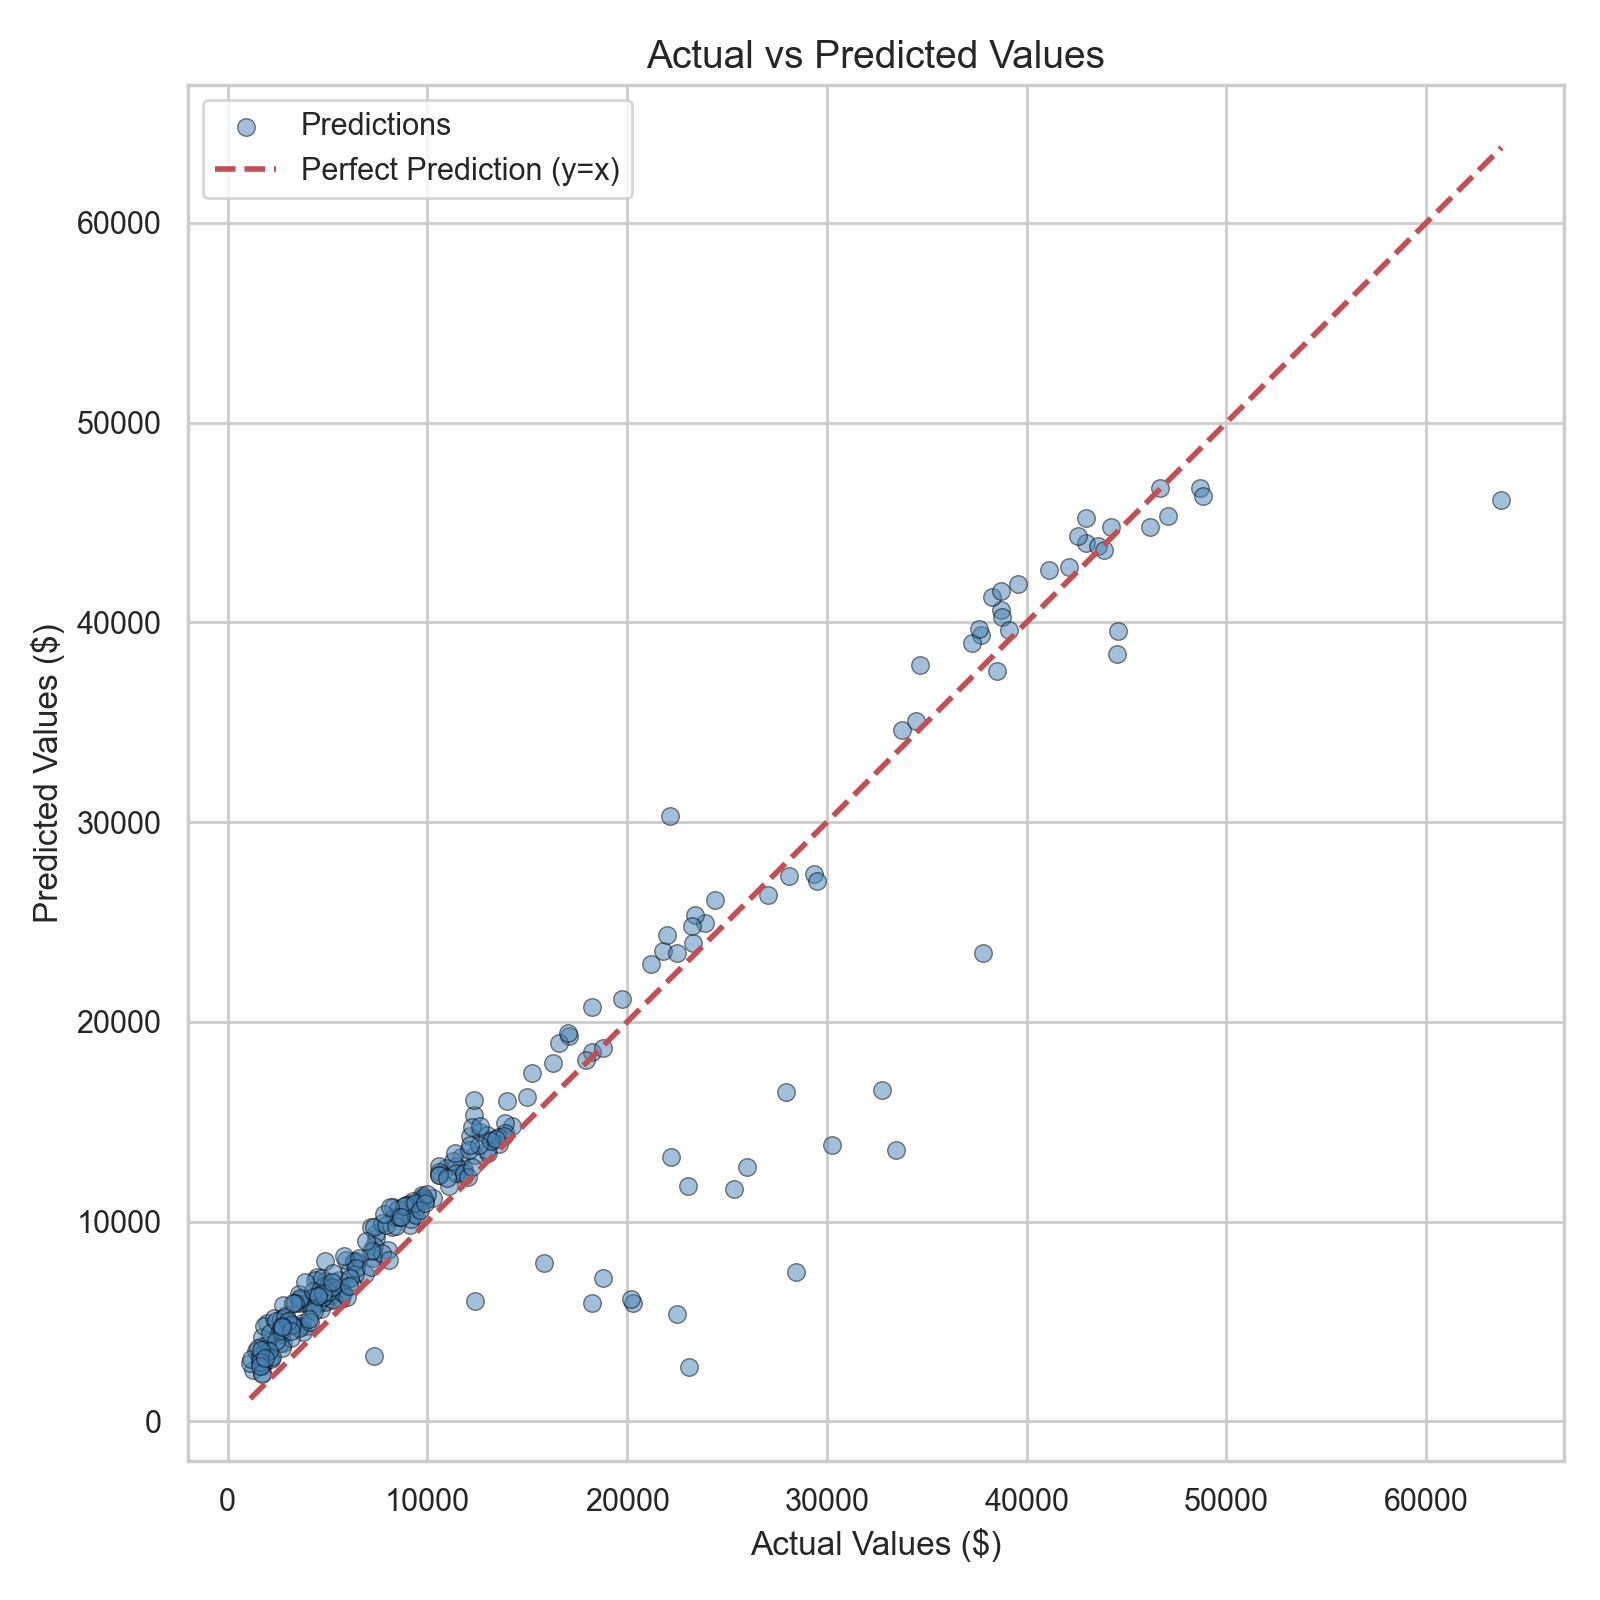 Actual vs Predicted Values
Predictions
Perfect Prediction (y=x)
60000
50000
40000
30000
20000
10000
0
Predicted Values ($)
0 10000 20000 30000 40000 50000 60000
Actual Values ($)